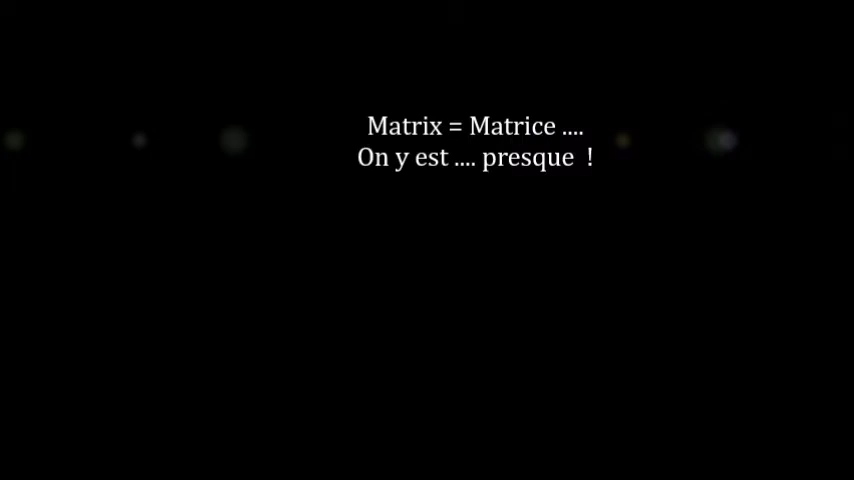 Matrix = Matrice ....
On y est .... presque  !